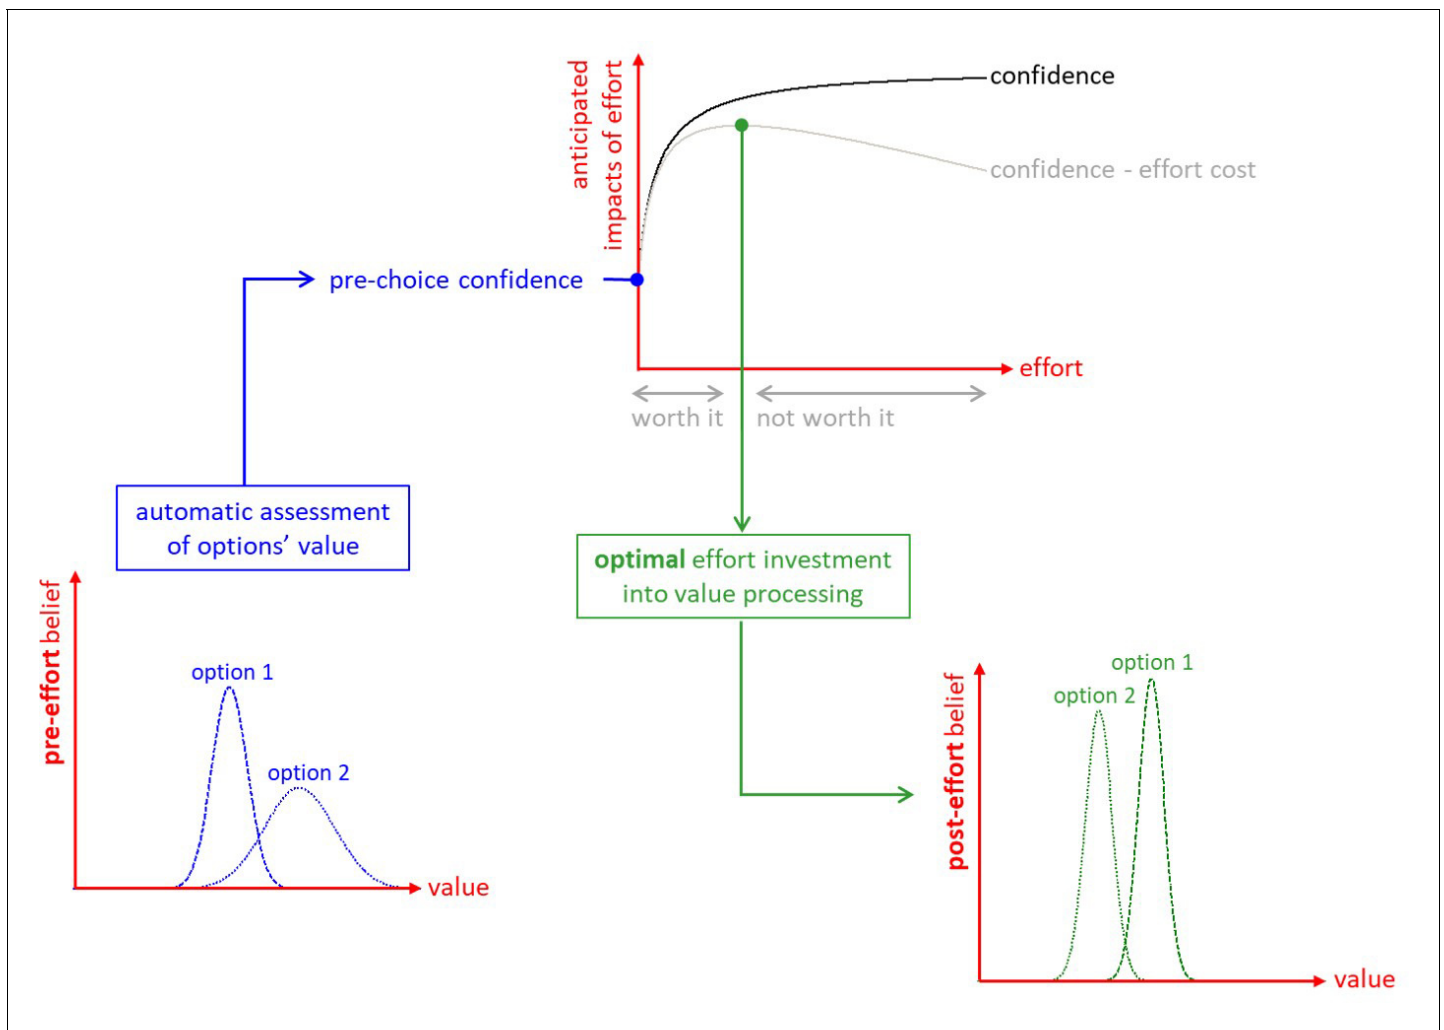 anticipated
impacts of effort
confidence
confidence - effort cost
pre-choice confidence
effort
worth it
not worth it
automatic assessment
of options’ value
optimal effort investment
into value processing
pre-effort belief
option 1
option 2
value
post-effort belief
option 1
option 2
value